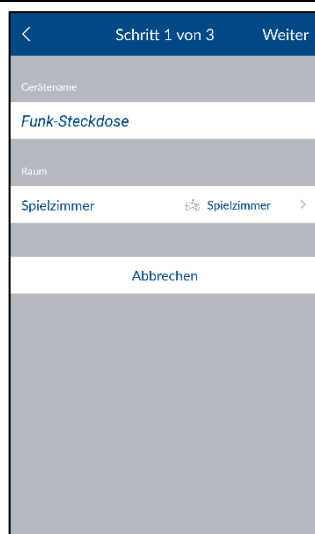 Schritt 1 von 3 Weiter
Gerätename
Funk-Steckdose
Raum
Spielzimmer Spielzimmer
Abbrechen